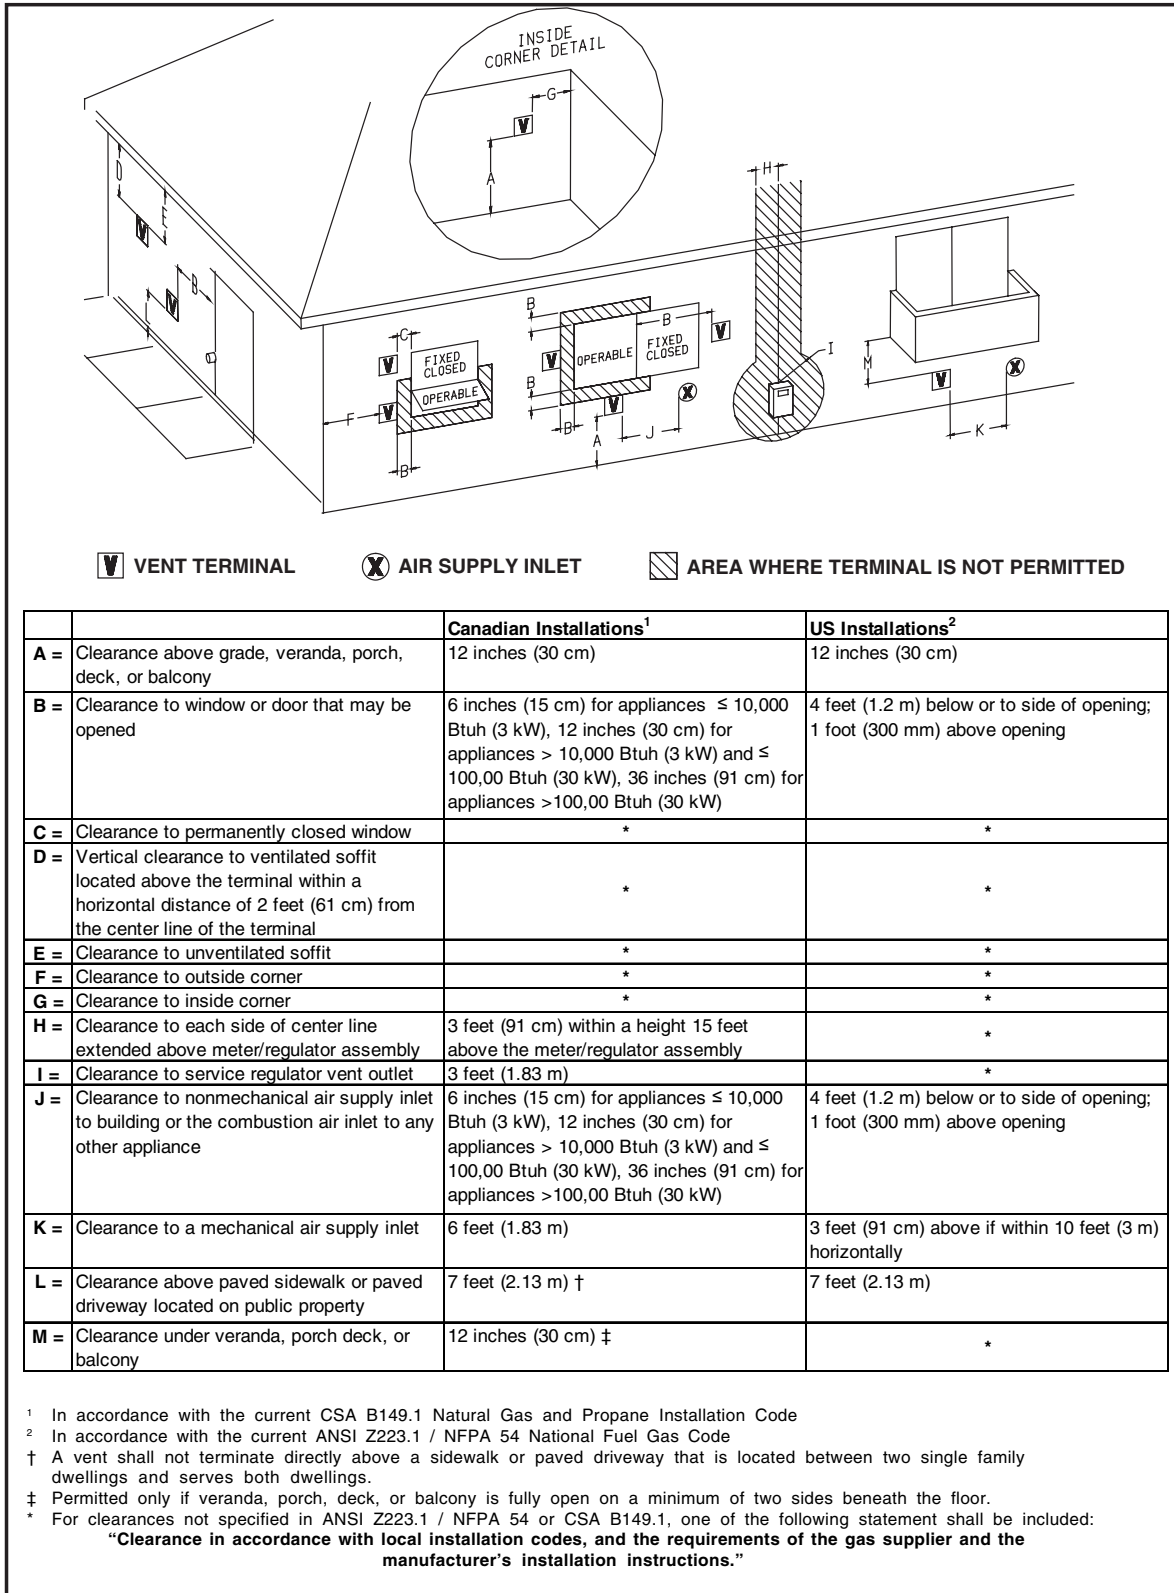 INSIDE
CORNER DETAIL
G
V
A
D
E
V
B
V
L
H
C
V
FIXED
CLOSED
OPERABLE
F
V
B
B
B
V
OPERABLE
FIXED
CLOSED
V
B
B
V
A
J
X
I
M
V
X
K
V VENT TERMINAL
X AIR SUPPLY INLET
AREA WHERE TERMINAL IS NOT PERMITTED
Canadian Installations1
US Installations2
A =
Clearance above grade, veranda, porch,
deck, or balcony
12 inches (30 cm)
12 inches (30 cm)
B =
Clearance to window or door that may be
opened
6 inches (15 cm) for appliances ≤ 10,000
Btuh (3 kW), 12 inches (30 cm) for
appliances > 10,000 Btuh (3 kW) and ≤
100,00 Btuh (30 kW), 36 inches (91 cm) for
appliances >100,00 Btuh (30 kW)
4 feet (1.2 m) below or to side of opening;
1 foot (300 mm) above opening
C =
Clearance to permanently closed window
*
*
D =
Vertical clearance to ventilated soffit
located above the terminal within a
horizontal distance of 2 feet (61 cm) from
the center line of the terminal
*
*
E =
Clearance to unventilated soffit
*
*
F =
Clearance to outside corner
*
*
G =
Clearance to inside corner
*
*
H =
Clearance to each side of center line
extended above meter/regulator assembly
3 feet (91 cm) within a height 15 feet
above the meter/regulator assembly
*
I =
Clearance to service regulator vent outlet
3 feet (1.83 m)
*
J =
Clearance to nonmechanical air supply inlet
to building or the combustion air inlet to any
other appliance
6 inches (15 cm) for appliances ≤ 10,000
Btuh (3 kW), 12 inches (30 cm) for
appliances > 10,000 Btuh (3 kW) and ≤
100,00 Btuh (30 kW), 36 inches (91 cm) for
appliances >100,00 Btuh (30 kW)
4 feet (1.2 m) below or to side of opening;
1 foot (300 mm) above opening
K =
Clearance to a mechanical air supply inlet
6 feet (1.83 m)
3 feet (91 cm) above if within 10 feet (3 m)
horizontally
L =
Clearance above paved sidewalk or paved
driveway located on public property
7 feet (2.13 m) †
7 feet (2.13 m)
M =
Clearance under veranda, porch deck, or
balcony
12 inches (30 cm) ‡
*
1 In accordance with the current CSA B149.1 Natural Gas and Propane Installation Code
2 In accordance with the current ANSI Z223.1 / NFPA 54 National Fuel Gas Code
† A vent shall not terminate directly above a sidewalk or paved driveway that is located between two single family
dwellings and serves both dwellings.
‡ Permitted only if veranda, porch, deck, or balcony is fully open on a minimum of two sides beneath the floor.
* For clearances not specified in ANSI Z223.1 / NFPA 54 or CSA B149.1, one of the following statement shall be included:
“Clearance in accordance with local installation codes, and the requirements of the gas supplier and the
manufacturer’s installation instructions.”